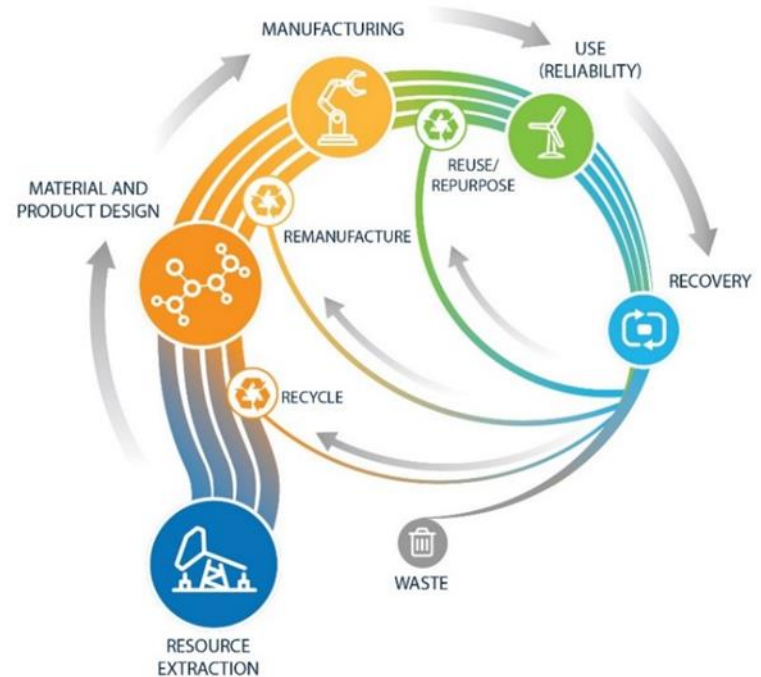 MANUFACTURING
USE
(RELIABILITY)
MATERIAL AND
PRODUCT DESIGN
REUSE/
REPURPOSE
REMANUFACTURE
RECOVERY
RECYCLE
WASTE
RESOURCE
EXTRACTION